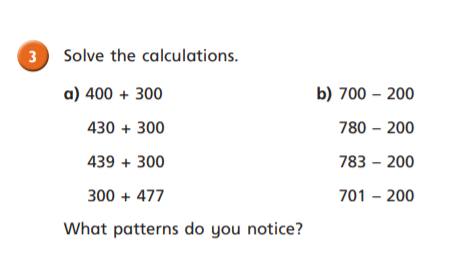 3 Solve the calculations.
a) 400 + 300 b) 700 – 200
430 + 300 780 – 200
439 + 300 783 – 200
300 + 477 701 – 200
What patterns do you notice?